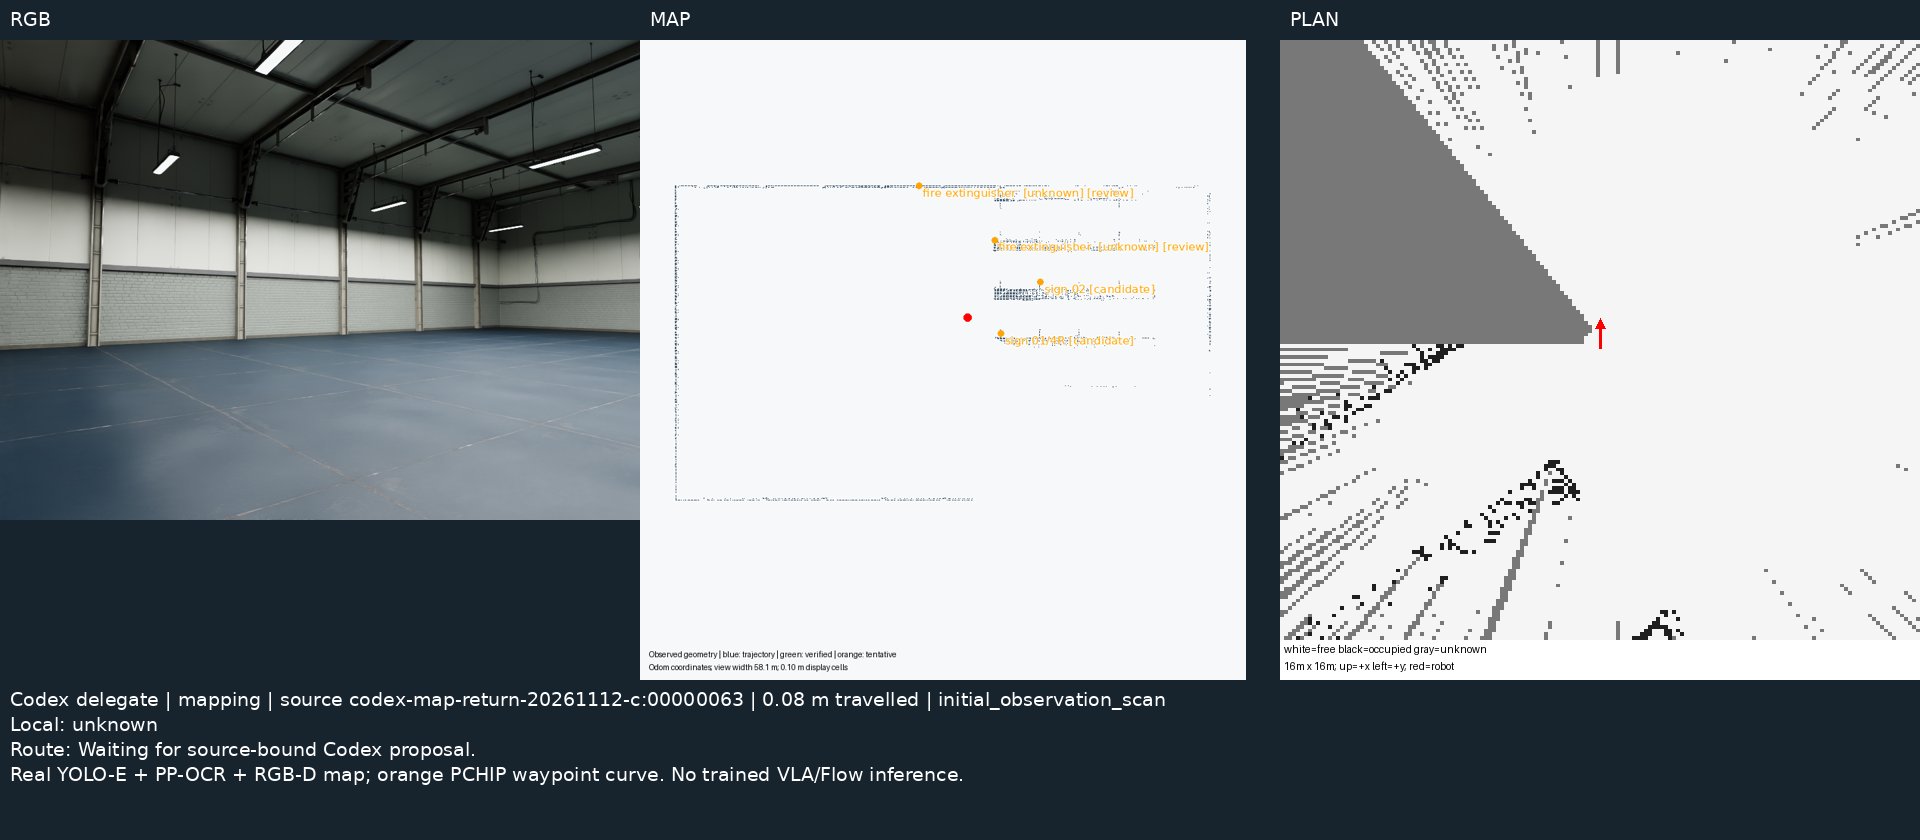 RGB
MAP
PLAN
fire extinguisher [unknown] [review]
[unknown] [review]
sign 02 [candidate]
[candidate]
Observed geometry | blue: trajectory | green: verified | orange: tentative
Odom coordinates; view width 58.1 m; 0.10 m display cells
white=free black=occupied gray=unknown
16m x 16m; up=+x left=+y; red=robot
Codex delegate | mapping | source codex-map-return-20261112-c:00000063 | 0.08 m travelled | initial_observation_scan
Local: unknown
Route: Waiting for source-bound Codex proposal.
Real YOLO-E + PP-OCR + RGB-D map; orange PCHIP waypoint curve. No trained VLA/Flow inference.